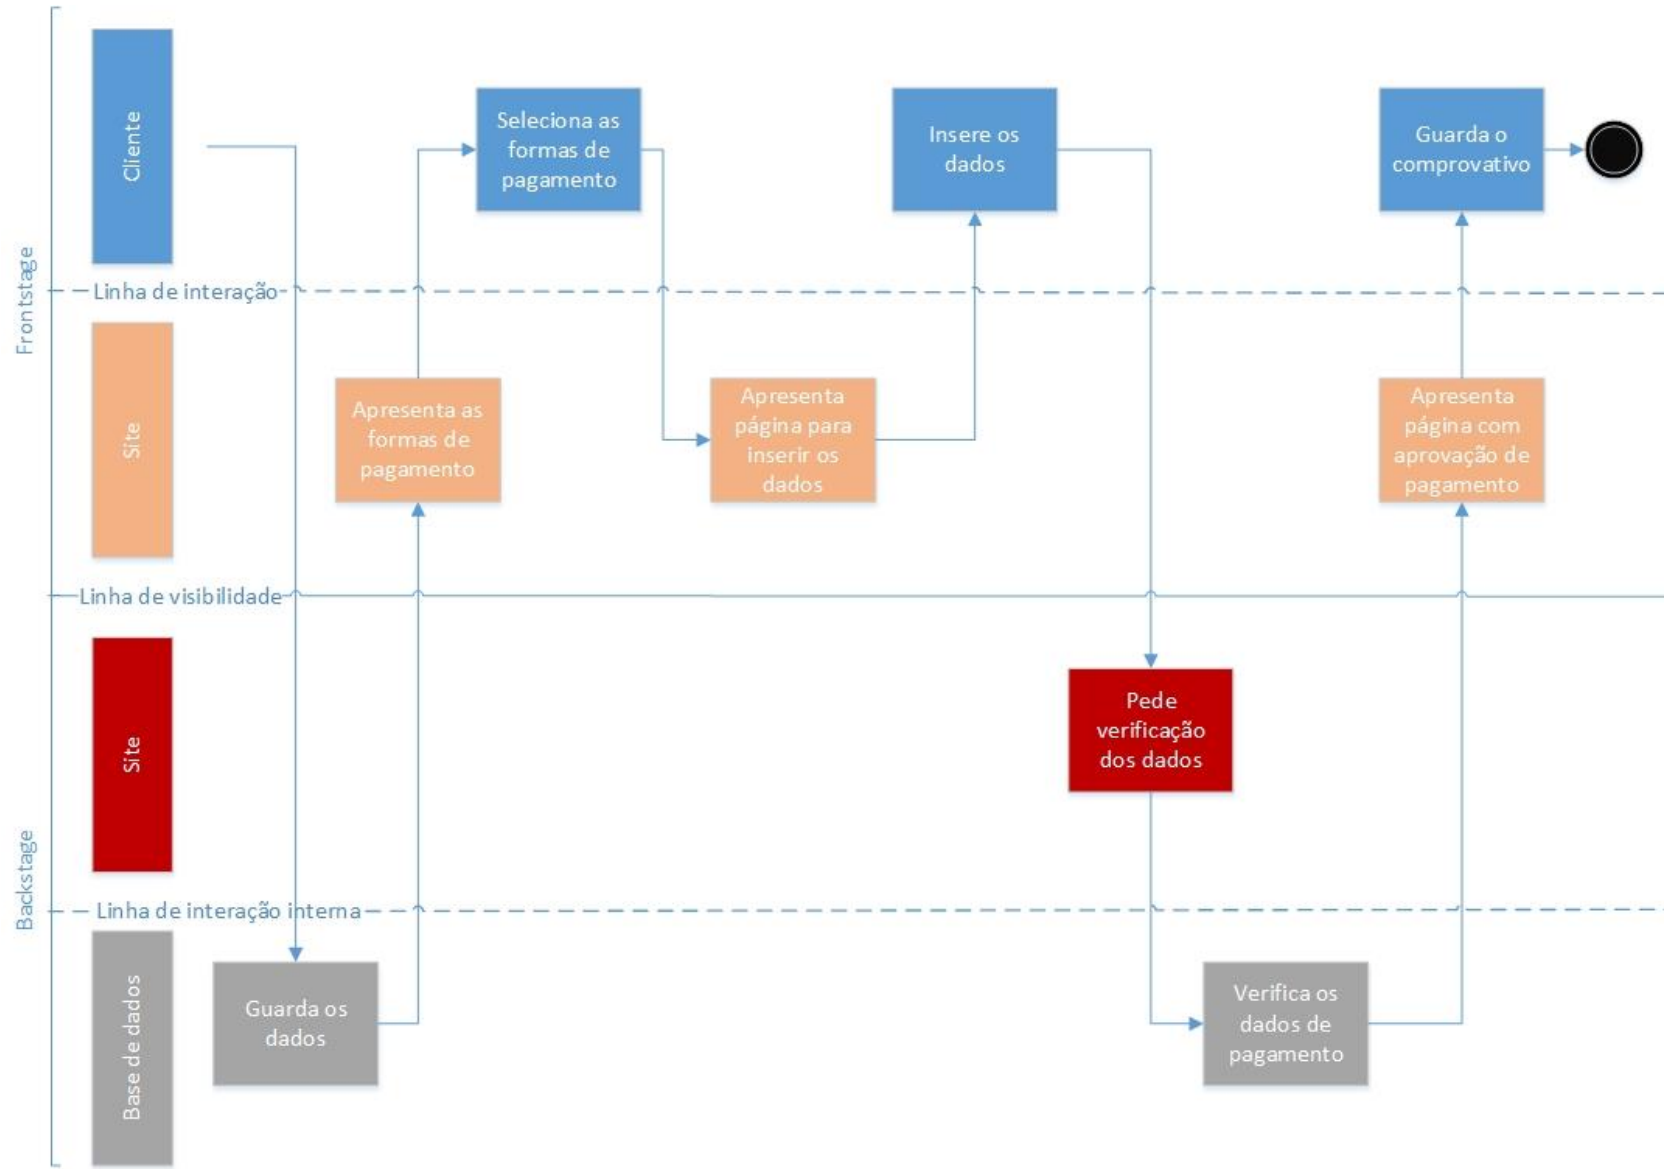 Frontstage
Cliente
Seleciona as
formas de
pagamento
Insere os
dados
Guarda o
comprovativo
Linha de interação
Site
Apresenta as
formas de
pagamento
Apresenta
página para
inserir os
dados
Apresenta
página com
aprovação de
pagamento
Linha de visibilidade
Backstage
Site
Pede
verificação
dos dados
Linha de interação interna
Base de dados
Guarda os
dados
Verifica os
dados de
pagamento